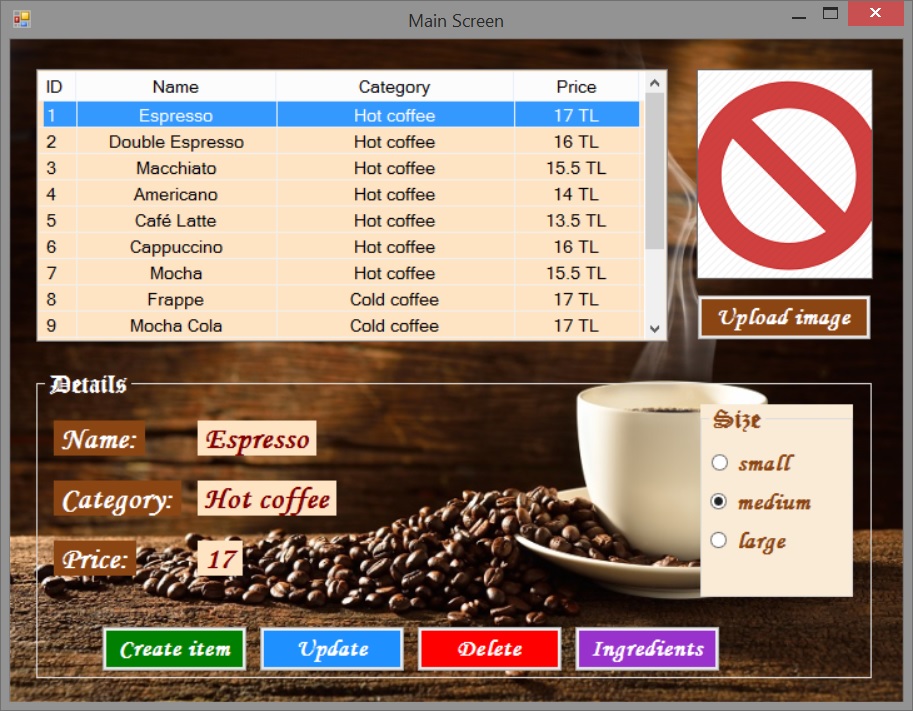 Main Screen
ID Name Category Price
1 Espresso Hot coffee 17 TL
2 Double Espresso Hot coffee 16 TL
3 Macchiato Hot coffee 15.5 TL
4 Americano Hot coffee 14 TL
5 Café Latte Hot coffee 13.5 TL
6 Cappuccino Hot coffee 16 TL
7 Mocha Hot coffee 15.5 TL
8 Frappe Cold coffee 17 TL
9 Mocha Cola Cold coffee 17 TL
Upload image
Details
Name: Espresso
Category: Hot coffee
Price: 17
Size
small
medium
large
Create item Update Delete Ingredients